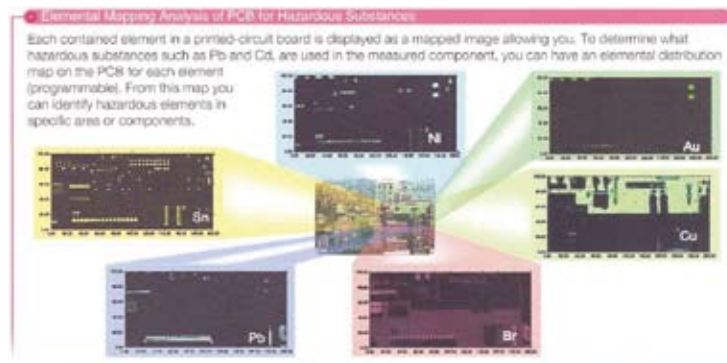 Elemental Mapping Analysis of PCB for Hazardous Substances
Each contained element in a printed-circuit board is displayed as a mapped image allowing you. To determine what
hazardous substances such as Pb and Cd, are used in the measured component, you can have an elemental distribution
map on the PCB for each element
(programmable). From this map you
can identify hazardous elements in
specific area or components.
Ni
Au
Sn
Cu
Pb
Br